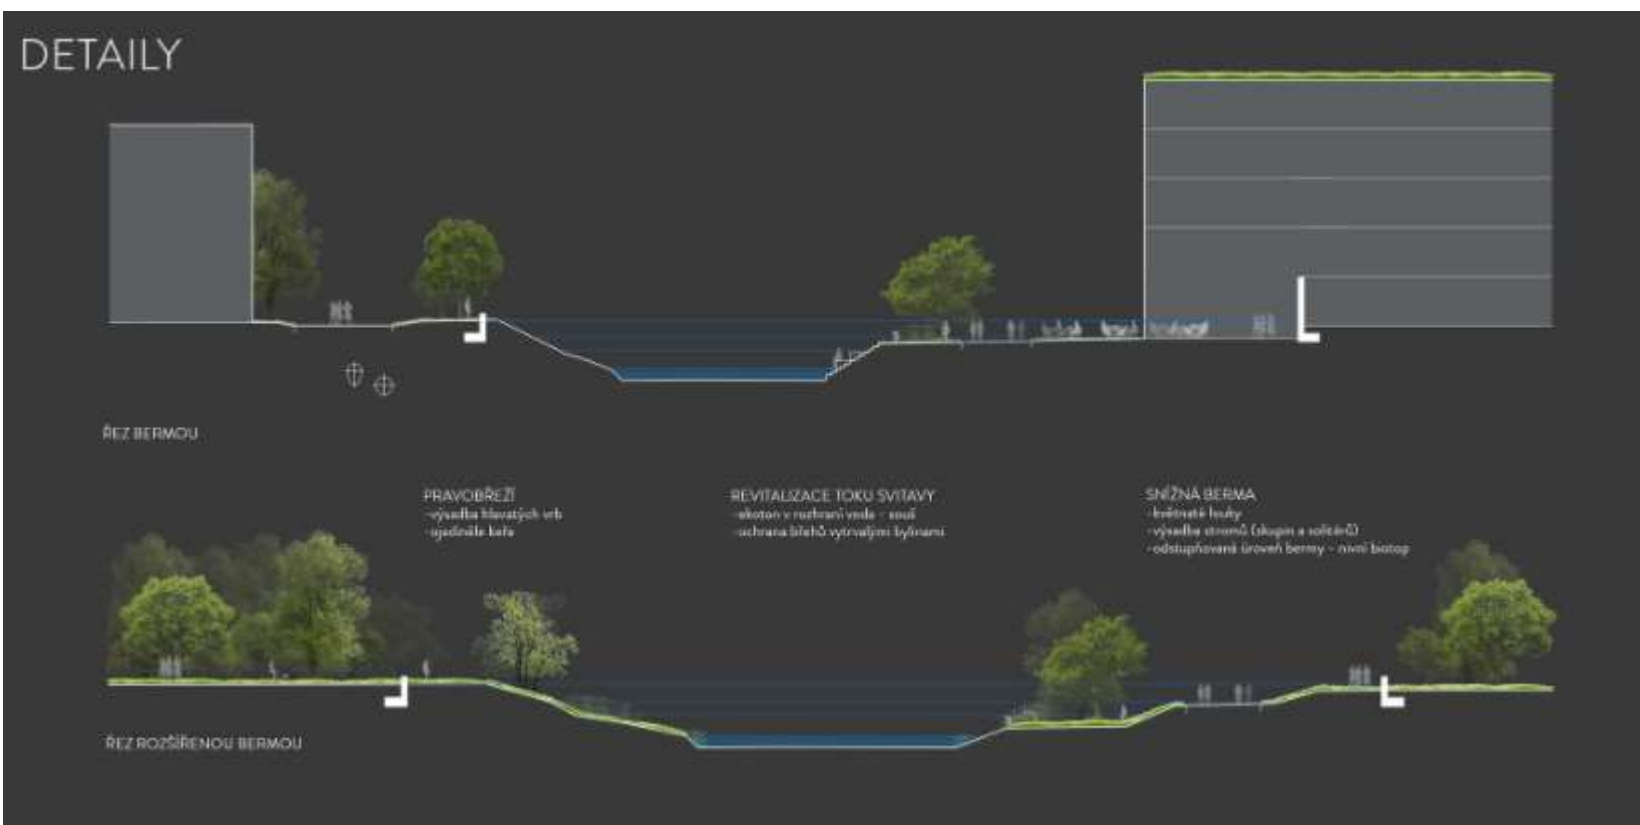 DETAILY
ŘEZ BERMOU
PRAVOBŘEŽÍ
-výsadba hlavatých vrb
-ojediněle keře
REVITALIZACE TOKU SVITAVY
-ekoton v rozhraní voda - souš
-ochrana břehů vytrvalými bylinami
SNÍŽNÁ BERMA
-květnaté louky
-výsadba stromů (skupin a solitérů)
-odstupňovaná úroveň bermy - nivní biotop
ŘEZ ROZŠÍŘENOU BERMOU